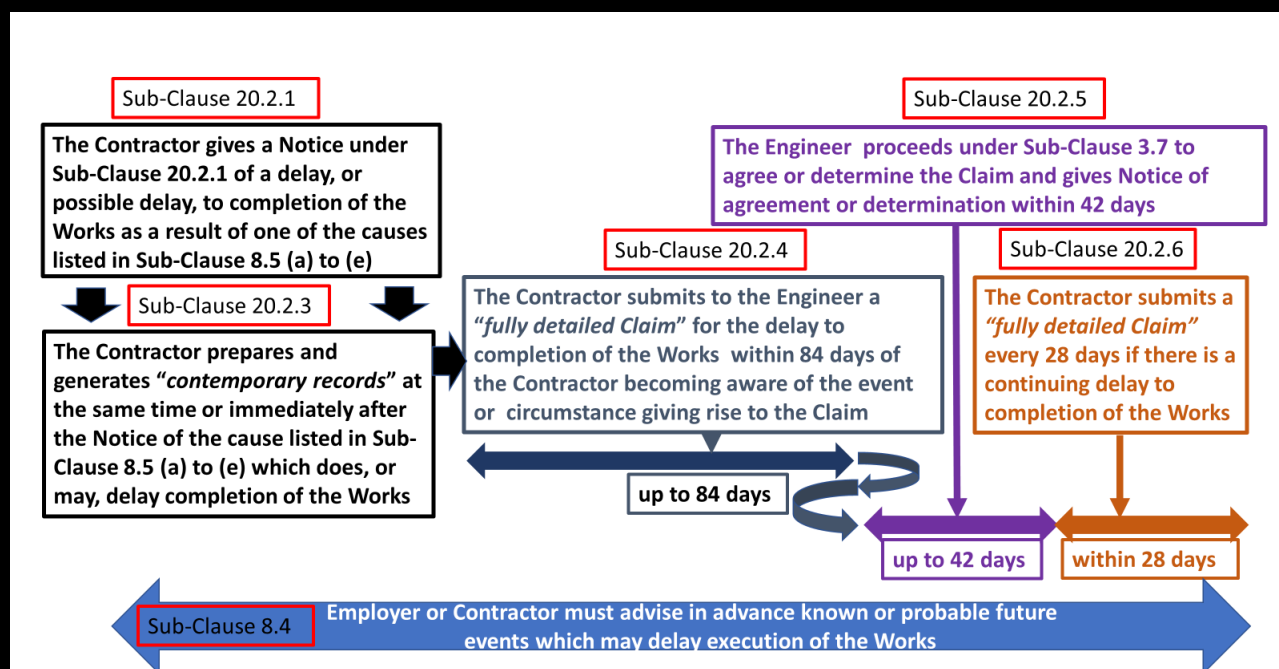 Sub-Clause 20.2.1
The Contractor gives a Notice under
Sub-Clause 20.2.1 of a delay, or
possible delay, to completion of the
Works as a result of one of the causes
listed in Sub-Clause 8.5 (a) to (e)
Sub-Clause 20.2.3
The Contractor prepares and
generates “contemporary records” at
the same time or immediately after
the Notice of the cause listed in Sub-
Clause 8.5 (a) to (e) which does, or
may, delay completion of the Works
Sub-Clause 20.2.4
The Contractor submits to the Engineer a
“fully detailed Claim” for the delay to
completion of the Works within 84 days of
the Contractor becoming aware of the event
or circumstance giving rise to the Claim
up to 84 days
Sub-Clause 20.2.5
The Engineer proceeds under Sub-Clause 3.7 to
agree or determine the Claim and gives Notice of
agreement or determination within 42 days
up to 42 days
Sub-Clause 20.2.6
The Contractor submits a
“fully detailed Claim”
every 28 days if there is a
continuing delay to
completion of the Works
within 28 days
Sub-Clause 8.4
Employer or Contractor must advise in advance known or probable future
events which may delay execution of the Works